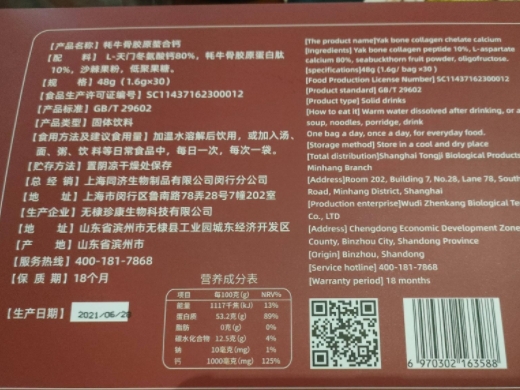 【产品名称】牦牛骨胶原螯合钙
【配 料】L-天门冬氨酸钙80%，牦牛骨胶原蛋白肽
10%，沙棘果粉，低聚果糖。
【规 格】48g（1.6g×30）
【食品生产许可证编号】SC11437162300012
【产品标准】GB/T 29602
【产品类型】固体饮料
【食用方法及建议食用量】加温水溶解后饮用，或加入汤、
面、粥、饮料等日常食品中，每日一次，每次一袋。
【贮存方法】置阴凉干燥处保存
【总 经 销】上海同济生物制品有限公司闵行分公司
【地 址】上海市闵行区鲁南路78弄28号7幢202室
【生产企业】无棣珍康生物科技有限公司
【地 址】山东省滨州市无棣县工业园城东经济开发区
【产 地】山东省滨州市
【服务热线】400-181-7868
【保 质 期】18个月
【生产日期】2021/06/28
营养成分表
项目 每100克(g) NRV%
能量 1117千焦(kJ) 13%
蛋白质 53.2克(g) 89%
脂肪 0克(g) 0%
碳水化合物 12.5克(g) 4%
钠 10毫克(mg) 1%
钙 1000毫克(mg) 125%
[The product name]Yak bone collagen chelate calcium
[Ingredients] Yak bone collagen peptide 10%, L-aspartate
calcium 80%, seabuckthorn fruit powder, oligofructose.
[specifications]48g (1.6g/ bag ×30 )
[Food Production License Number] SC11437162300012
[Product standard] GB/T 29602
[Product type] Solid drinks
[How to eat it] Warm water dissolved after drinking, or a
soup, noodles, porridge, drink
One bag a day, once a day, for everyday food.
[Storage method] Store in a cool and dry place
[Total distribution]Shanghai Tongji Biological Products
Minhang Branch
[Address]Room 202, Building 7, No.28, Lane 78, South
Road, Minhang District, Shanghai
[Production enterprise]Wudi Zhenkang Biological Te
Co., LTD
[Address] Chengdong Economic Development Zone
County, Binzhou City, Shandong Province
[Origin] Binzhou, Shandong
[Service hotline] 400-181-7868
[Warranty period] 18 months
6 970302 163588